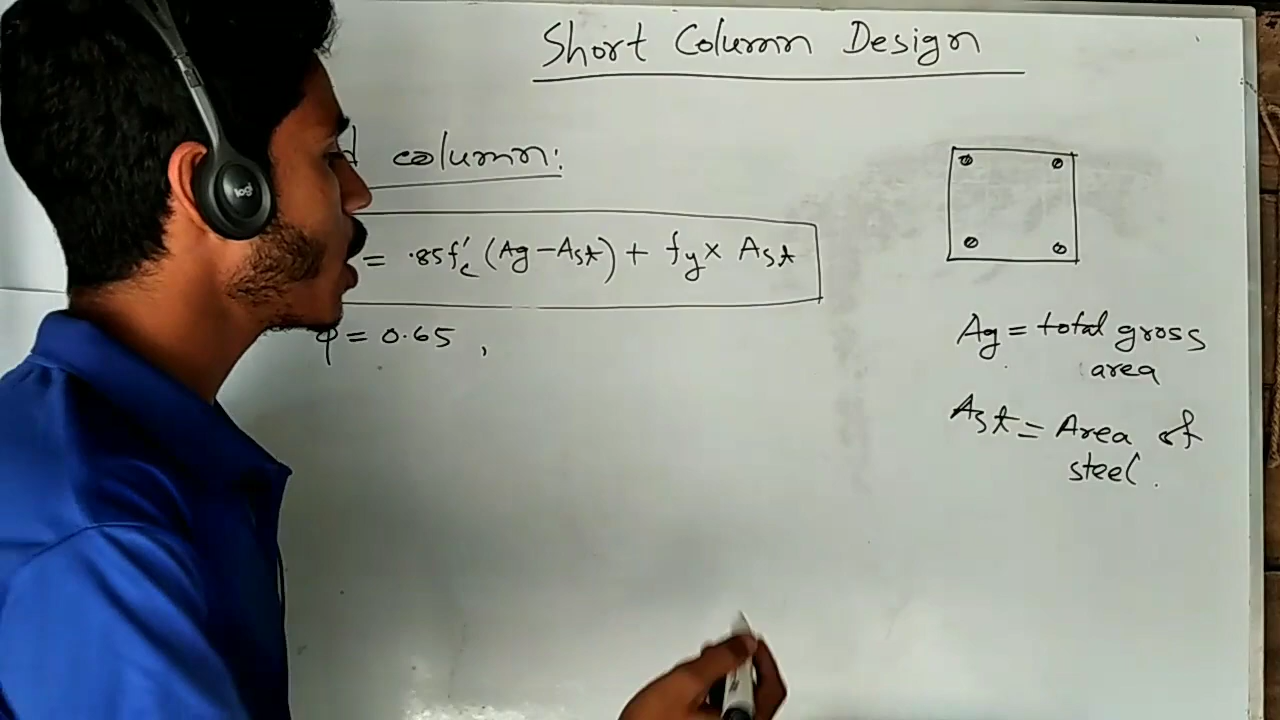 Short Column Design
column:
= .85f'c (Ag - Ast) + fy × Ast
φ = 0.65 ,
Ag = total gross
area
Ast = Area of
steel.
logi